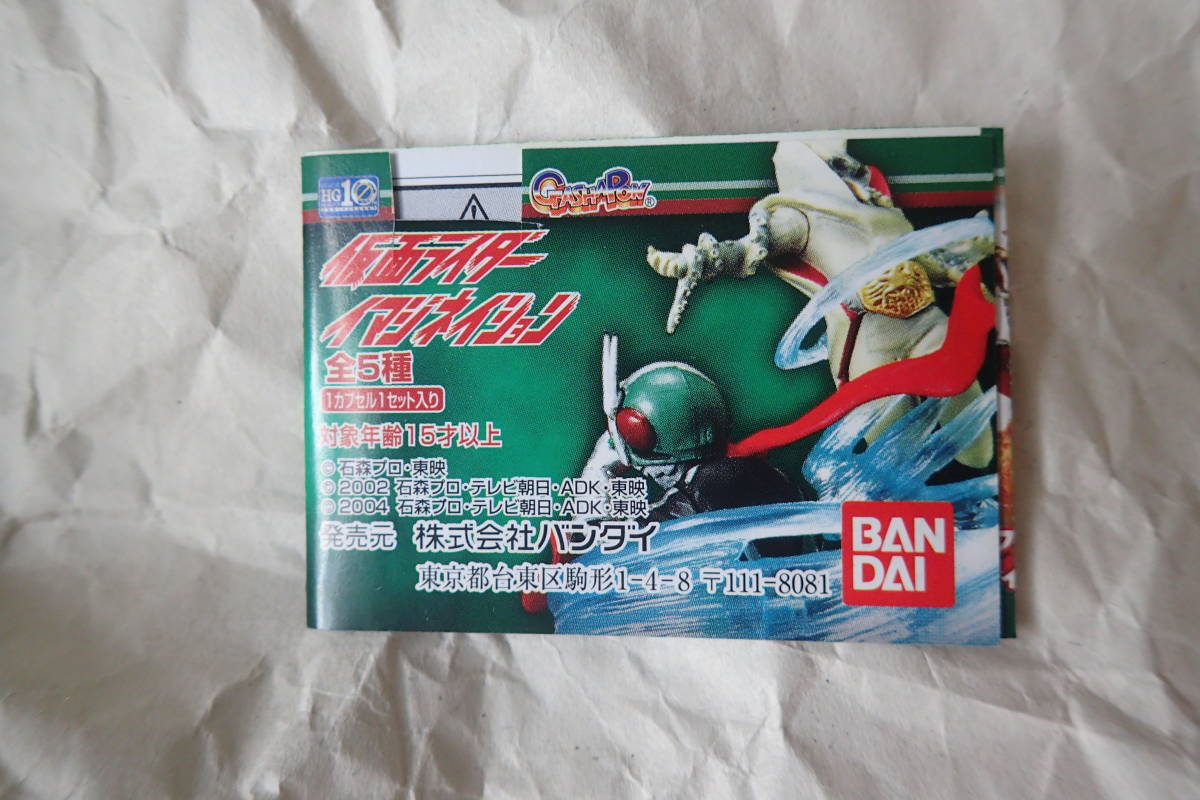 HG10
GASHAPON®
仮面ライダー
イマジネイション
全5種
1カプセル1セット入り
対象年齢15才以上
©石森プロ・東映
©2002 石森プロ・テレビ朝日・ADK・東映
©2004 石森プロ・テレビ朝日・ADK・東映
発売元 株式会社バンダイ
東京都台東区駒形1-4-8 〒111-8081
BAN
DAI